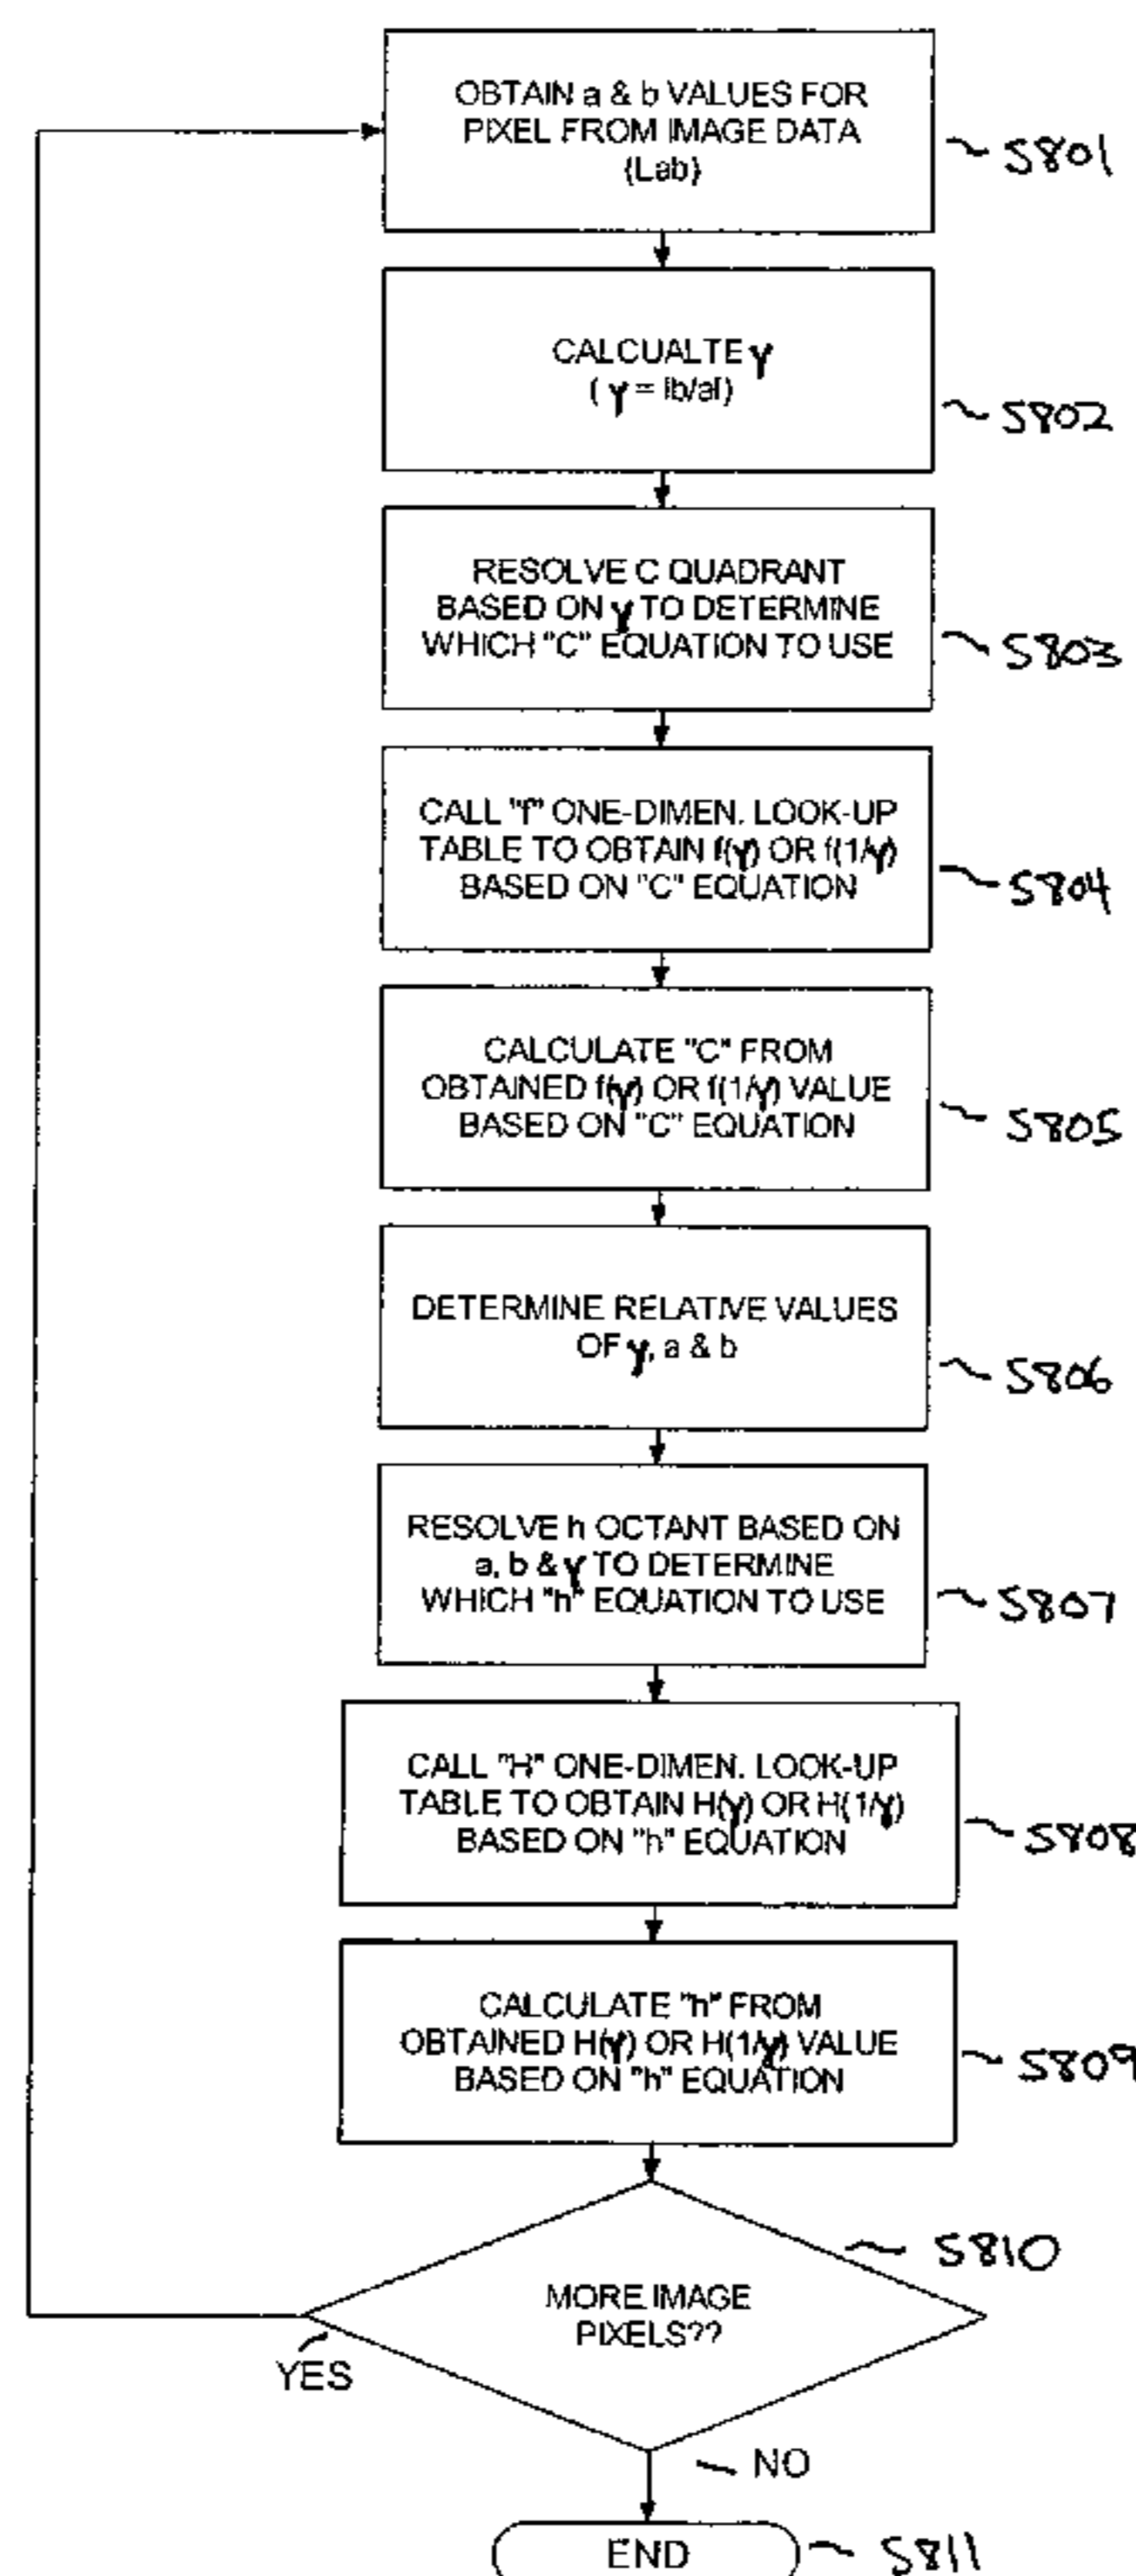 OBTAIN a & b VALUES FOR
PIXEL FROM IMAGE DATA
(Lab)
S801
CALCUALTE γ
( γ = lb/al)
S802
RESOLVE C QUADRANT
BASED ON γ TO DETERMINE
WHICH "C" EQUATION TO USE
S803
CALL "f" ONE-DIMEN. LOOK-UP
TABLE TO OBTAIN f(γ) OR f(1/γ)
BASED ON "C" EQUATION
S804
CALCULATE "C" FROM
OBTAINED f(γ) OR f(1/γ) VALUE
BASED ON "C" EQUATION
S805
DETERMINE RELATIVE VALUES
OF γ, a & b
S806
RESOLVE h OCTANT BASED ON
a, b & γ TO DETERMINE
WHICH "h" EQUATION TO USE
S807
CALL "H" ONE-DIMEN. LOOK-UP
TABLE TO OBTAIN H(γ) OR H(1/γ)
BASED ON "h" EQUATION
S808
CALCULATE "h" FROM
OBTAINED H(γ) OR H(1/γ) VALUE
BASED ON "h" EQUATION
S809
S810
MORE IMAGE
PIXELS??
YES
NO
END
S811